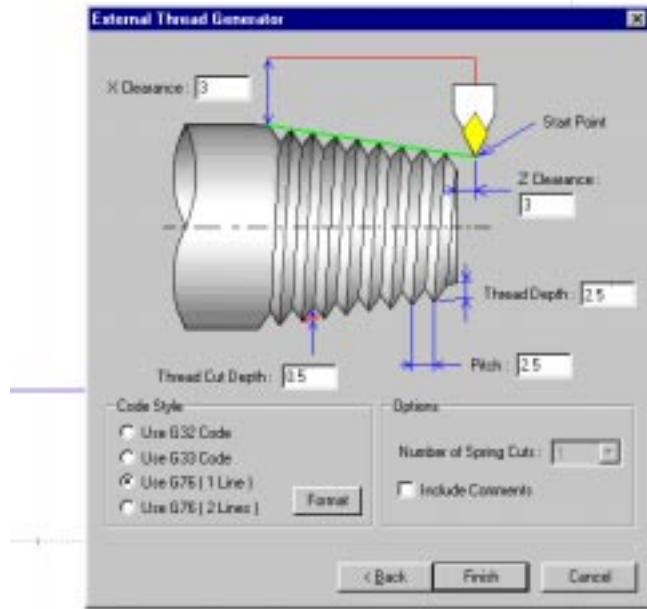 External Thread Generator
X Clearance : 3
Start Point
Z Clearance :
3
Thread Depth : 2.5
Pitch : 2.5
Thread Cut Depth : 0.5
Code Style
Use G32 Code
Use G33 Code
Use G76 ( 1 Line )
Use G76 ( 2 Lines )
Format
Options
Number of Spring Cuts : 1
Include Comments
< Back
Finish
Cancel